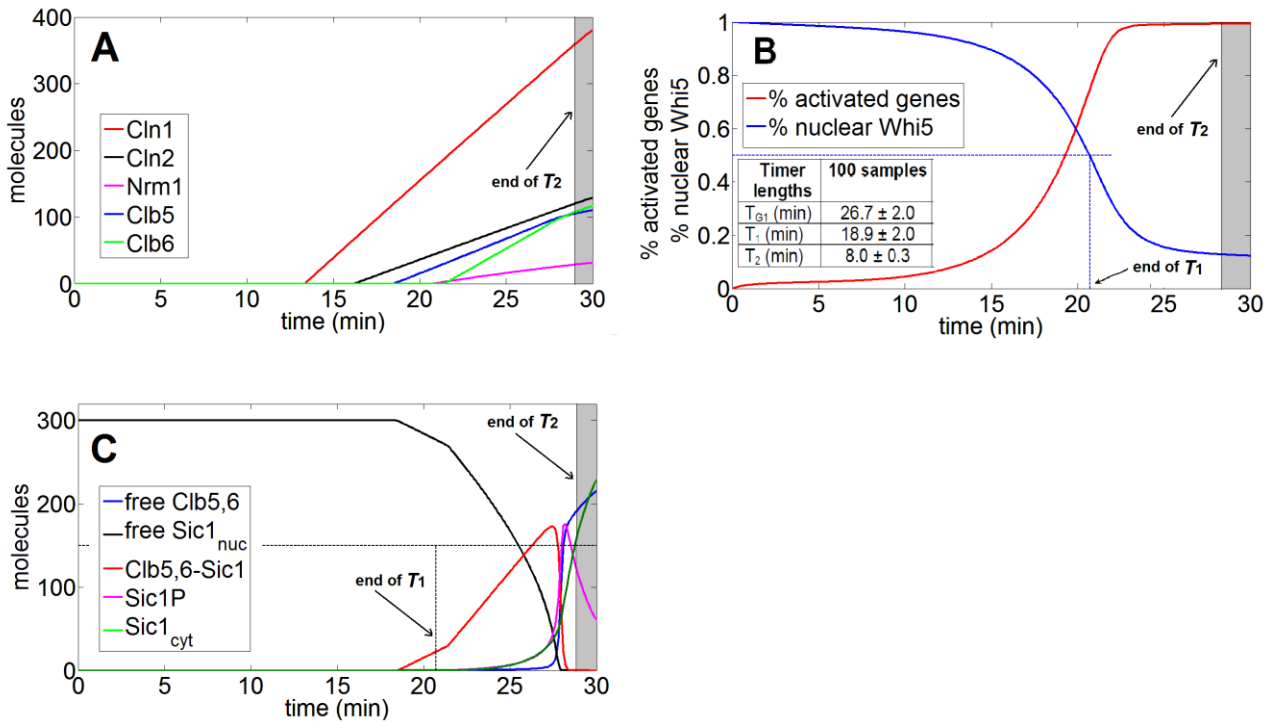 A
400
300
200
100
0
molecules
Cln1
Cln2
Nrm1
Clb5
Clb6
end of T2
0 5 10 15 20 25 30
time (min)
B
1
0.8
0.6
0.4
0.2
0
% activated genes
% nuclear Whi5
% activated genes
% nuclear Whi5
Timer lengths 100 samples
TG1 (min) 26.7 ± 2.0
T1 (min) 18.9 ± 2.0
T2 (min) 8.0 ± 0.3
end of T2
end of T1
0 5 10 15 20 25 30
time (min)
C
300
200
100
0
molecules
free Clb5,6
free Sic1nuc
Clb5,6-Sic1
Sic1P
Sic1cyt
end of T2
end of T1
0 5 10 15 20 25 30
time (min)